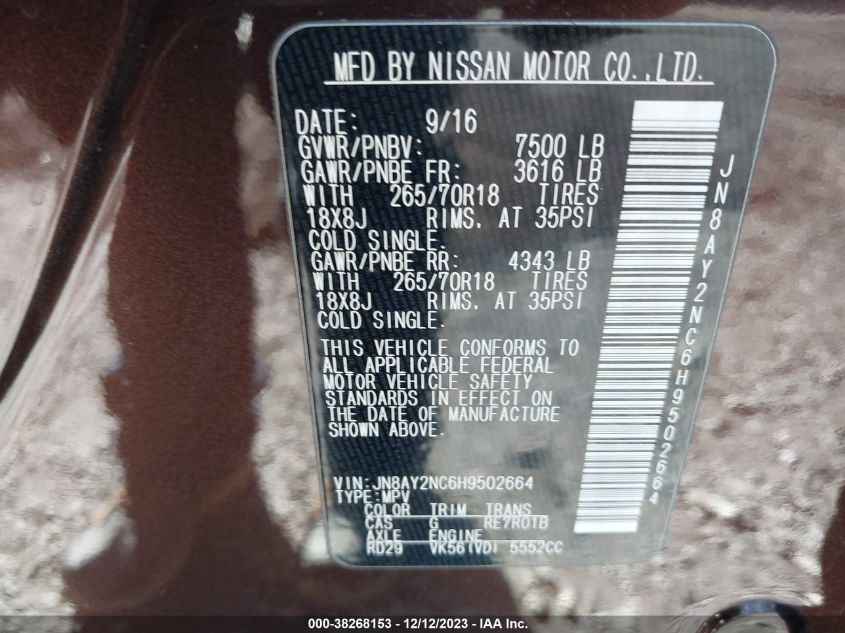 MFD BY NISSAN MOTOR CO.,LTD.
DATE: 9/16
GVWR/PNBV: 7500 LB
GAWR/PNBE FR: 3616 LB
WITH 265/70R18 TIRES
18X8J RIMS. AT 35PSI
COLD SINGLE.
GAWR/PNBE RR: 4343 LB
WITH 265/70R18 TIRES
18X8J RIMS. AT 35PSI
COLD SINGLE.
THIS VEHICLE CONFORMS TO
ALL APPLICABLE FEDERAL
MOTOR VEHICLE SAFETY
STANDARDS IN EFFECT ON
THE DATE OF MANUFACTURE
SHOWN ABOVE.
VIN:JN8AY2NC6H9502664
TYPE:MPV
COLOR TRIM TRANS
CAS G RE7R01B
AXLE ENGINE
RD29 VK56(VD) 5552CC
JN8AY2NC6H9502664
000-38268153 - 12/12/2023 - IAA Inc.